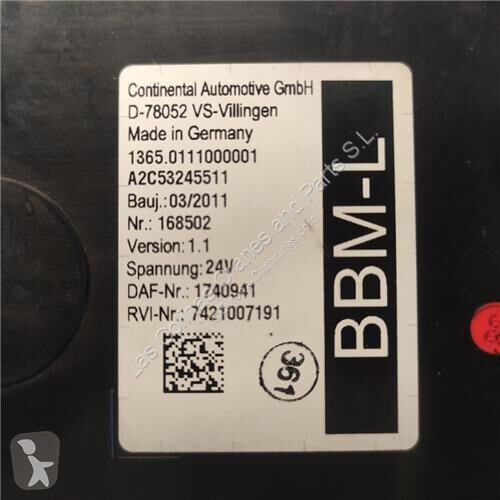 Continental Automotive GmbH
D-78052 VS-Villingen
Made in Germany
1365.0111000001
A2C53245511
Bauj.: 03/2011
Nr.: 168502
Version: 1.1
Spannung: 24V
DAF-Nr.: 1740941
RVI-Nr.: 7421007191
361
BBM-L
Parts S.L.